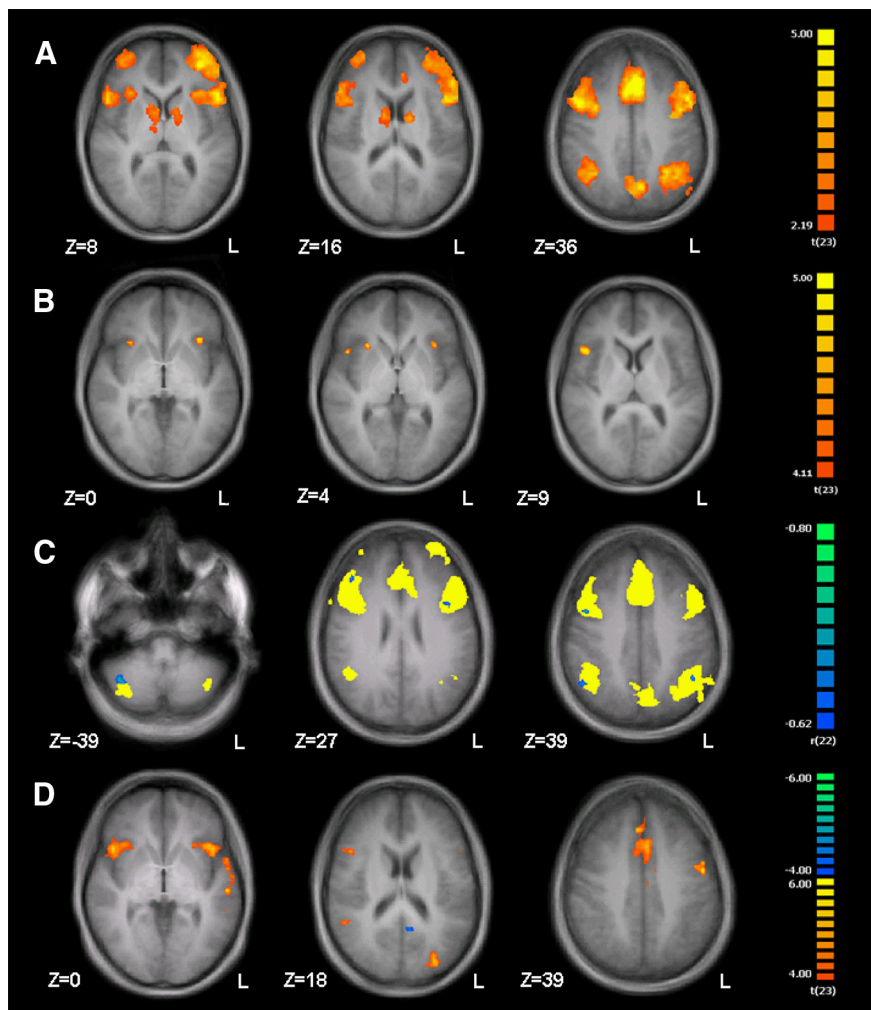 A
5.00
2.19
t(23)
Z=8 L Z=16 L Z=36 L
B
5.00
4.11
t(23)
Z=0 L Z=4 L Z=9 L
C
-0.80
-0.62
r(22)
Z=-39 L Z=27 L Z=39 L
D
-6.00
-4.00
6.00
4.00
t(23)
Z=0 L Z=18 L Z=39 L